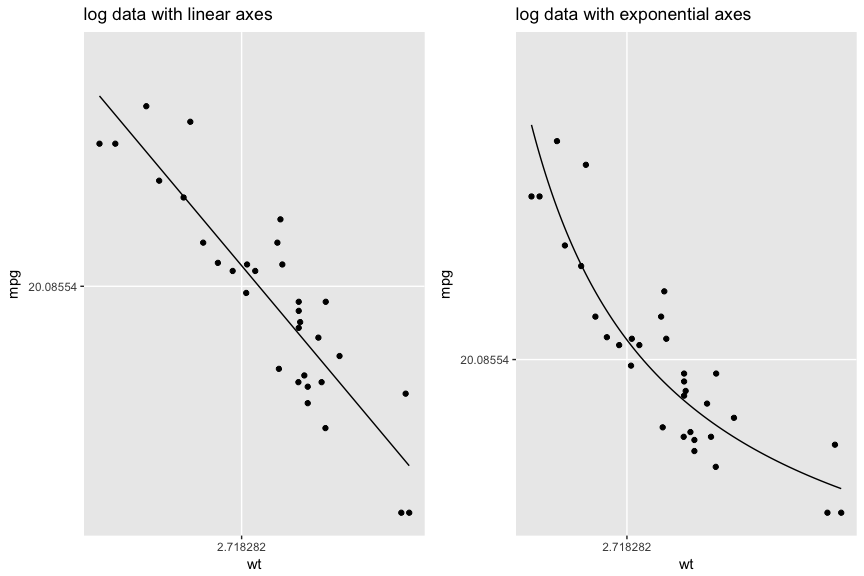 log data with linear axes
mpg
20.08554
2.718282
wt
log data with exponential axes
mpg
20.08554
2.718282
wt